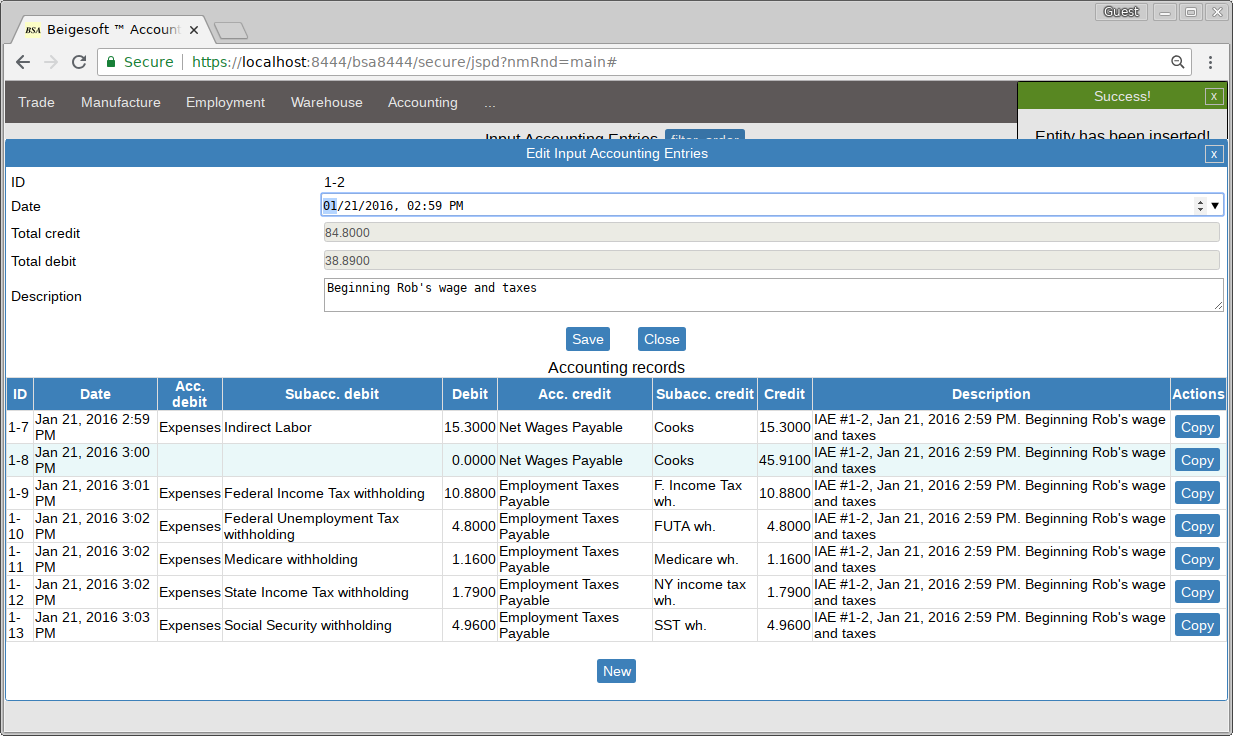 Guest
BSA Beigesoft ™ Account
Secure https://localhost:8444/bsa8444/secure/jspd?nmRnd=main#
Trade Manufacture Employment Warehouse Accounting ...
Success! x
Input Accounting Entries filter, order
Entity has been inserted!
Edit Input Accounting Entries x
ID 1-2
Date 01/21/2016, 02:59 PM
Total credit 84.8000
Total debit 38.8900
Description Beginning Rob's wage and taxes
Save Close
Accounting records
ID Date Acc. debit Subacc. debit Debit Acc. credit Subacc. credit Credit Description Actions
1-7 Jan 21, 2016 2:59 PM Expenses Indirect Labor 15.3000 Net Wages Payable Cooks 15.3000 IAE #1-2, Jan 21, 2016 2:59 PM. Beginning Rob's wage and taxes Copy
1-8 Jan 21, 2016 3:00 PM 0.0000 Net Wages Payable Cooks 45.9100 IAE #1-2, Jan 21, 2016 2:59 PM. Beginning Rob's wage and taxes Copy
1-9 Jan 21, 2016 3:01 PM Expenses Federal Income Tax withholding 10.8800 Employment Taxes Payable F. Income Tax wh. 10.8800 IAE #1-2, Jan 21, 2016 2:59 PM. Beginning Rob's wage and taxes Copy
1-10 Jan 21, 2016 3:02 PM Expenses Federal Unemployment Tax withholding 4.8000 Employment Taxes Payable FUTA wh. 4.8000 IAE #1-2, Jan 21, 2016 2:59 PM. Beginning Rob's wage and taxes Copy
1-11 Jan 21, 2016 3:02 PM Expenses Medicare withholding 1.1600 Employment Taxes Payable Medicare wh. 1.1600 IAE #1-2, Jan 21, 2016 2:59 PM. Beginning Rob's wage and taxes Copy
1-12 Jan 21, 2016 3:02 PM Expenses State Income Tax withholding 1.7900 Employment Taxes Payable NY income tax wh. 1.7900 IAE #1-2, Jan 21, 2016 2:59 PM. Beginning Rob's wage and taxes Copy
1-13 Jan 21, 2016 3:03 PM Expenses Social Security withholding 4.9600 Employment Taxes Payable SST wh. 4.9600 IAE #1-2, Jan 21, 2016 2:59 PM. Beginning Rob's wage and taxes Copy
New